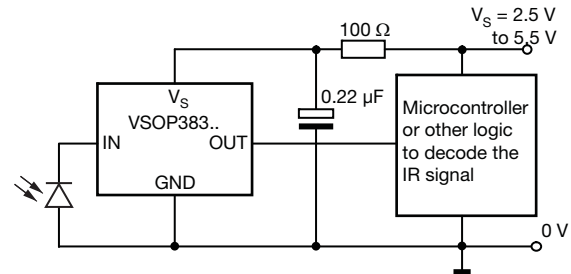 V_S = 2.5 V
to 5.5 V
100 Ω
0.22 µF
V_S
VSOP383..
IN
OUT
GND
Microcontroller
or other logic
to decode the
IR signal
0 V